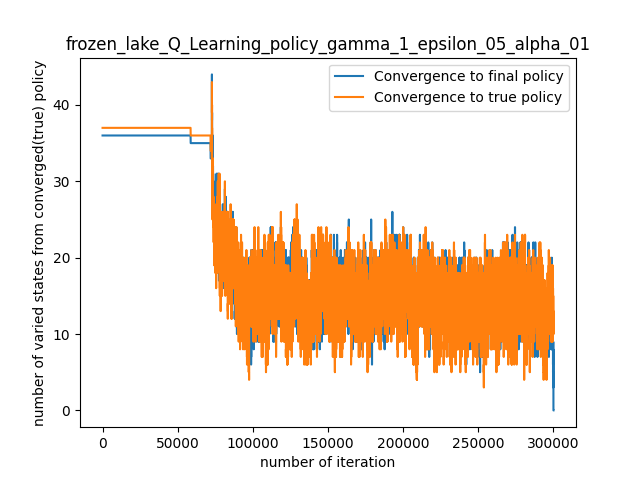 frozen_lake_Q_Learning_policy_gamma_1_epsilon_05_alpha_01
Convergence to final policy
Convergence to true policy
number of varied states from converged(true) policy
40
30
20
10
0
0 50000 100000 150000 200000 250000 300000
number of iteration